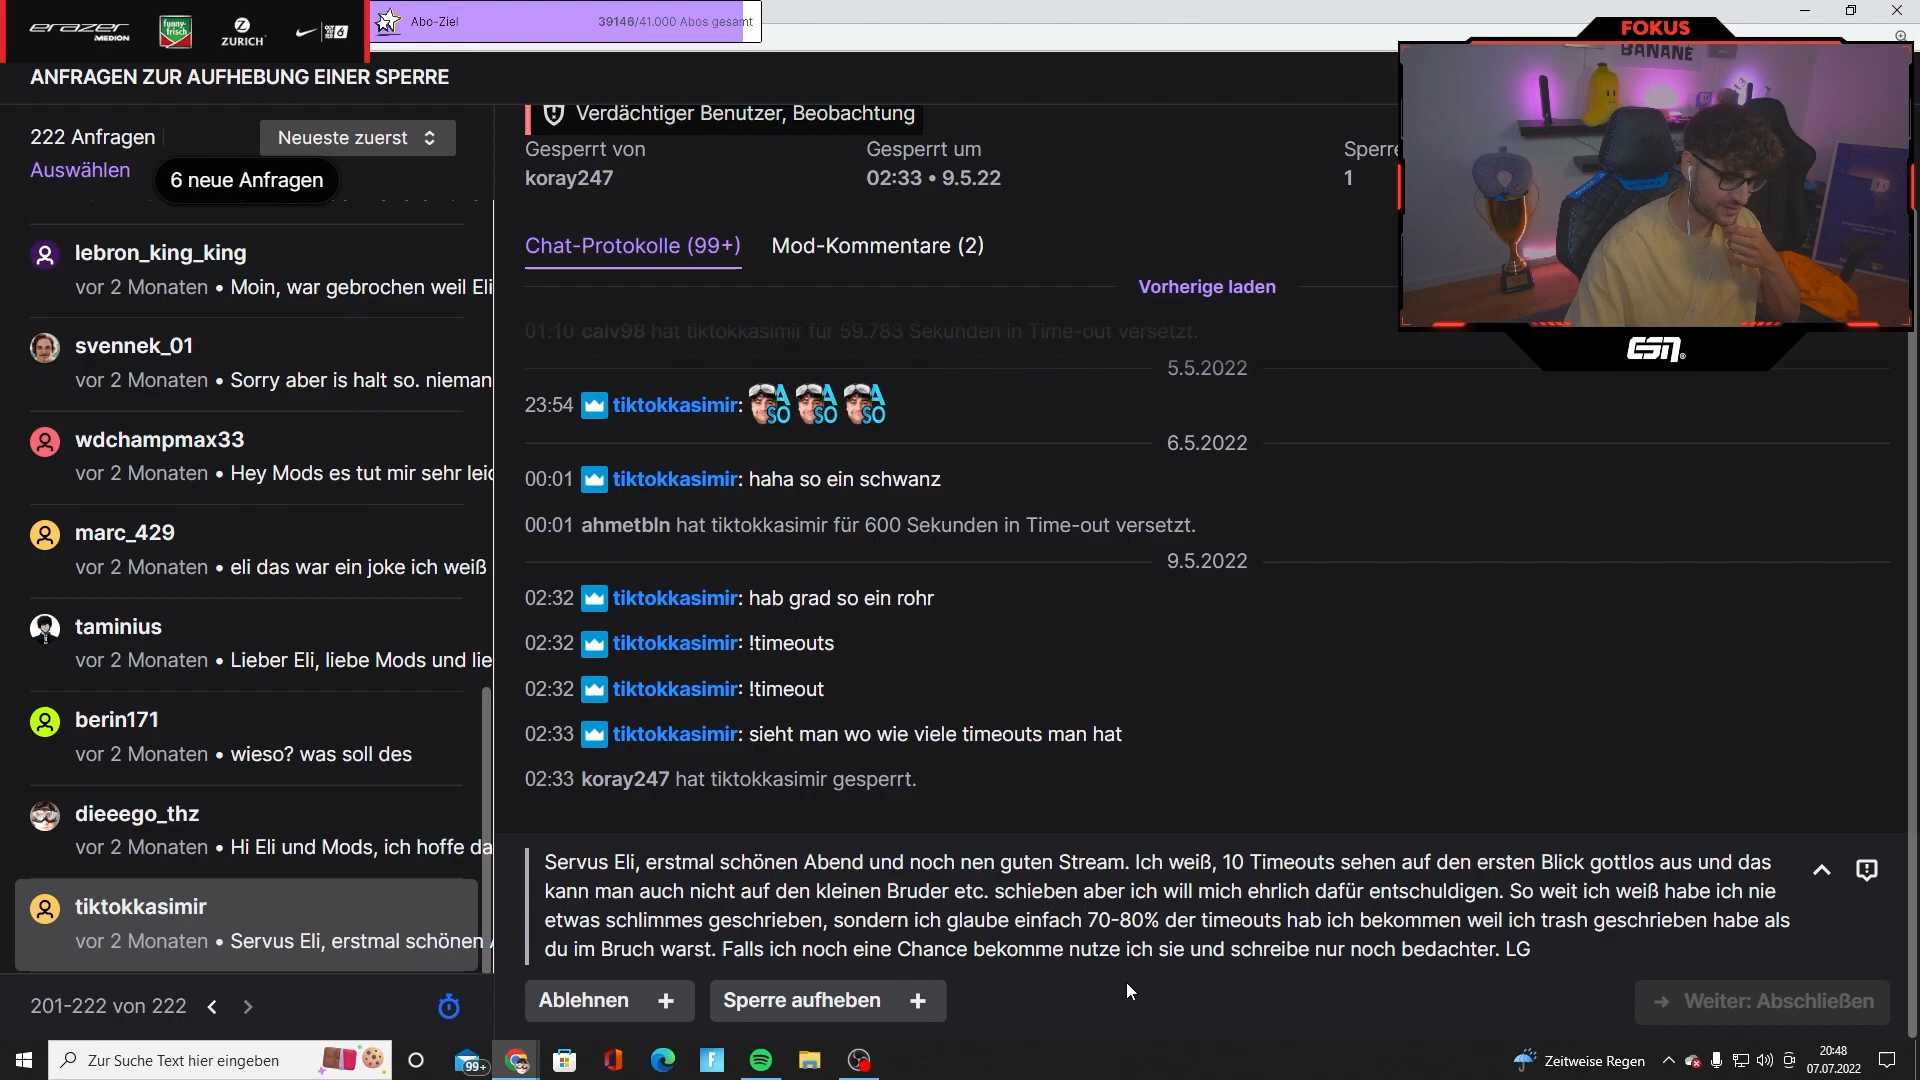 erazer
MEDION
funny-frisch
ZURICH
Abo-Ziel
39146/41.000 Abos gesamt
FOKUS
BANANE
ESN
ANFRAGEN ZUR AUFHEBUNG EINER SPERRE
222 Anfragen
Neueste zuerst
Auswählen
6 neue Anfragen
lebron_king_king
vor 2 Monaten • Moin, war gebrochen weil Eli
svennek_01
vor 2 Monaten • Sorry aber is halt so. nieman
wdchampmax33
vor 2 Monaten • Hey Mods es tut mir sehr leid
marc_429
vor 2 Monaten • eli das war ein joke ich weiß
taminius
vor 2 Monaten • Lieber Eli, liebe Mods und lie
berin171
vor 2 Monaten • wieso? was soll des
dieeego_thz
vor 2 Monaten • Hi Eli und Mods, ich hoffe da
tiktokkasimir
vor 2 Monaten • Servus Eli, erstmal schönen
201-222 von 222
Verdächtiger Benutzer, Beobachtung
Gesperrt von
koray247
Gesperrt um
02:33 • 9.5.22
Sperre
1
Chat-Protokolle (99+)
Mod-Kommentare (2)
Vorherige laden
01:10 calv98 hat tiktokkasimir für 59.783 Sekunden in Time-out versetzt.
5.5.2022
23:54 tiktokkasimir: ASO ASO ASO
6.5.2022
00:01 tiktokkasimir: haha so ein schwanz
00:01 ahmetbln hat tiktokkasimir für 600 Sekunden in Time-out versetzt.
9.5.2022
02:32 tiktokkasimir: hab grad so ein rohr
02:32 tiktokkasimir: !timeouts
02:32 tiktokkasimir: !timeout
02:33 tiktokkasimir: sieht man wo wie viele timeouts man hat
02:33 koray247 hat tiktokkasimir gesperrt.
Servus Eli, erstmal schönen Abend und noch nen guten Stream. Ich weiß, 10 Timeouts sehen auf den ersten Blick gottlos aus und das
kann man auch nicht auf den kleinen Bruder etc. schieben aber ich will mich ehrlich dafür entschuldigen. So weit ich weiß habe ich nie
etwas schlimmes geschrieben, sondern ich glaube einfach 70-80% der timeouts hab ich bekommen weil ich trash geschrieben habe als
du im Bruch warst. Falls ich noch eine Chance bekomme nutze ich sie und schreibe nur noch bedachter. LG
Ablehnen +
Sperre aufheben +
→ Weiter: Abschließen
Zur Suche Text hier eingeben
99+
Zeitweise Regen
20:48
07.07.2022